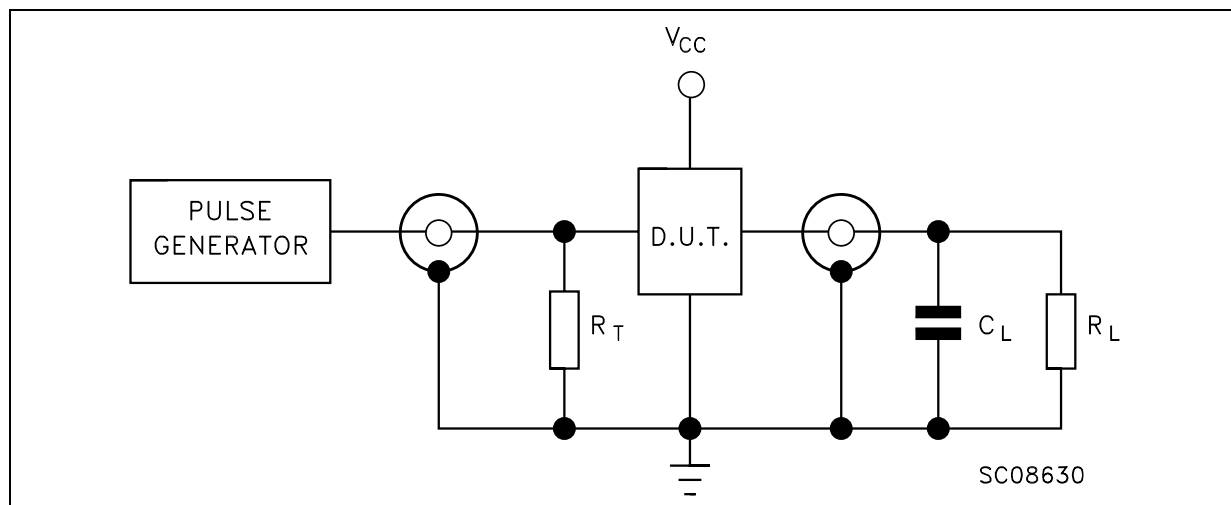 VCC
PULSE
GENERATOR
D.U.T.
RT
CL
RL
SC08630